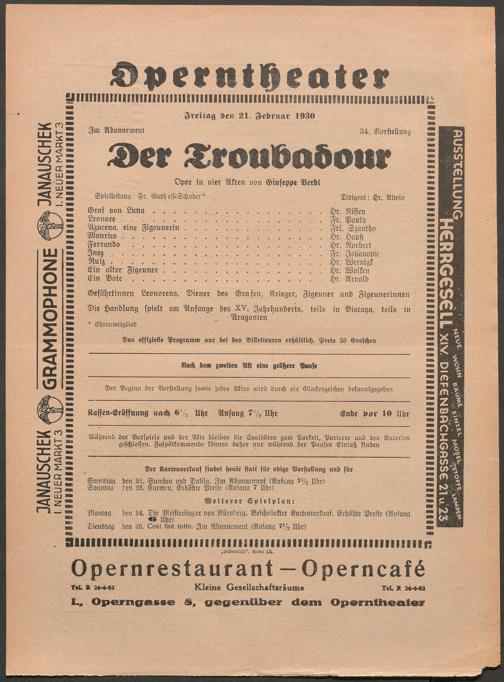 Operntheater
Freitag den 21. Februar 1930
Im Abonnement 34. Vorstellung
Der Troubadour
Oper in vier Akten von Giuseppe Verdi
Spielleitung: Fr. Gutheil-Schoder* Dirigent: Hr. Alwin
Graf von Luna Hr. Nissen
Leonore Fr. Pauly
Azucena, eine Zigeunerin Frl. Szantho
Manrico Hr.
Ferrando Hr. Norbert
Inez Fr. Jovanovic
Ruiz Hr. Wernigk
Ein alter Zigeuner Hr. Wolken
Ein Bote Hr. Arnold
Gefährtinnen Leonorens, Diener des Grafen, Krieger, Zigeuner und Zigeunerinnen
Die Handlung spielt am Anfange des XV. Jahrhunderts, teils in Biscaya, teils in
Aragonien
* Ehrenmitglied
Das offizielle Programm nur bei den Billetteuren erhältlich. Preis 50 Groschen
Nach dem zweiten Akt eine größere Pause
Der Beginn der Vorstellung sowie jedes Aktes wird durch ein Glockenzeichen bekanntgegeben
Kassen-Eröffnung nach 6½ Uhr Anfang 7½ Uhr Ende vor 10 Uhr
Während der Vorspiele und der Akte bleiben die Saaltüren zum Parkett, Parterre und den Galerien
geschlossen. Zuspätkommende können daher nur während der Pausen Einlaß finden
Der Kartenverkauf findet heute statt für obige Vorstellung und für
Samstag den 22. Samson und Dalila. Im Abonnement (Anfang 7½ Uhr)
Sonntag den 23. Carmen. Erhöhte Preise (Anfang 7 Uhr)
Weiterer Spielplan:
Montag den 24. Die Meistersinger von Nürnberg. Beschränkter Kartenverkauf. Erhöhte Preise (Anfang
6 Uhr)
Dienstag den 25. Così fan tutte. Im Abonnement (Anfang 7½ Uhr)
Opernrestaurant — Operncafé
Tel. R 26-4-62 Kleine Gesellschaftsräume Tel. R 26-4-62
I., Operngasse 8, gegenüber dem Operntheater
JANAUSCHEK
I. NEUER MARKT 3
GRAMMOPHONE
JANAUSCHEK
I. NEUER MARKT 3
AUSSTELLUNG
HERRGESELL XIV. DIEFENBACHGASSE 21 u. 23
NEUE WOHNRÄUME EINZELMÖBEL STOFFE LAMPEN